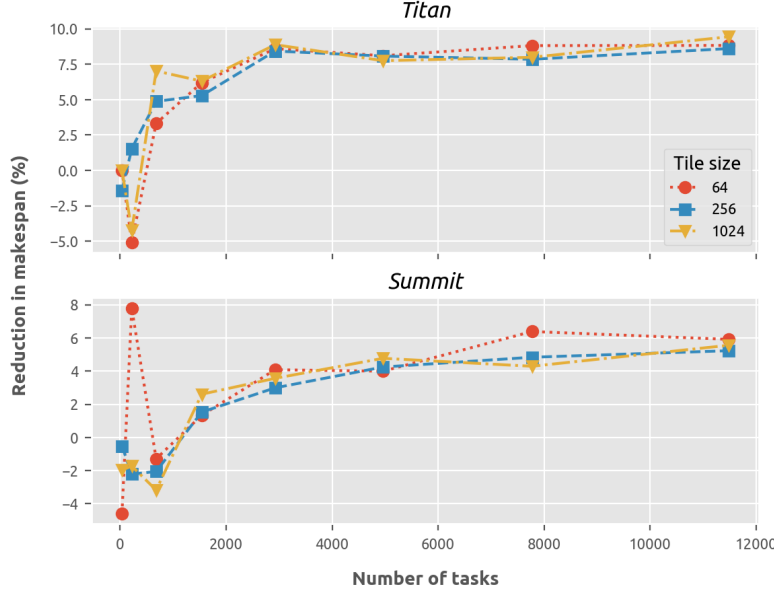 Titan
10.0
7.5
5.0
2.5
0.0
−2.5
−5.0
Tile size
64
256
1024
Reduction in makespan (%)
Summit
8
6
4
2
0
−2
−4
0 2000 4000 6000 8000 10000 12000
Number of tasks